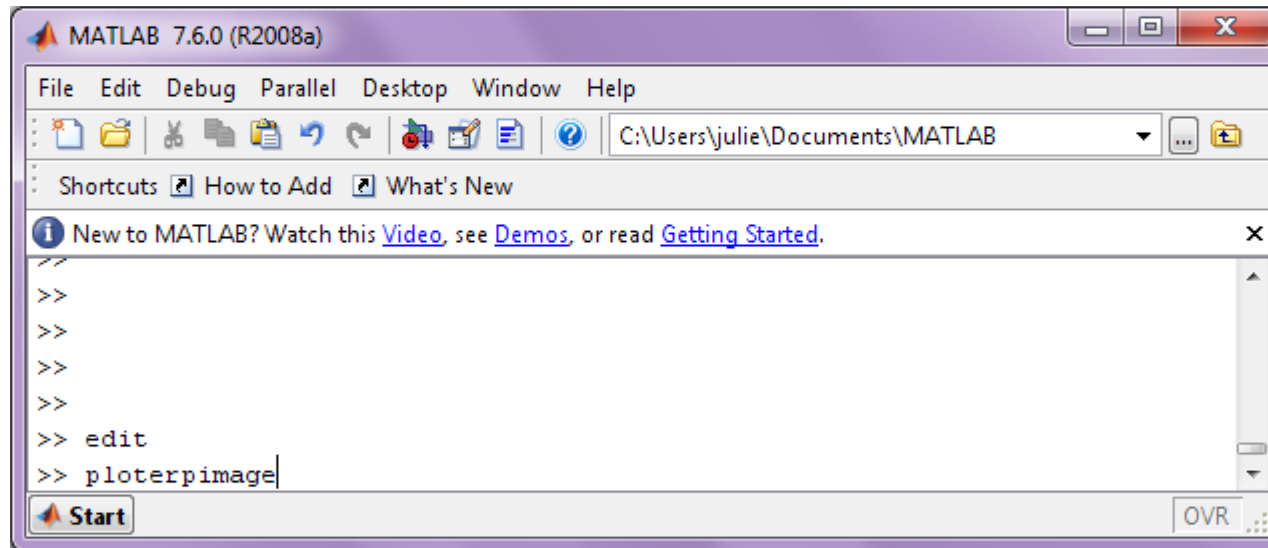 MATLAB 7.6.0 (R2008a)
File Edit Debug Parallel Desktop Window Help
C:\Users\julie\Documents\MATLAB
Shortcuts How to Add What's New
New to MATLAB? Watch this Video, see Demos, or read Getting Started.
>>
>>
>>
>>
>>
>> edit
>> ploterpimage
Start OVR